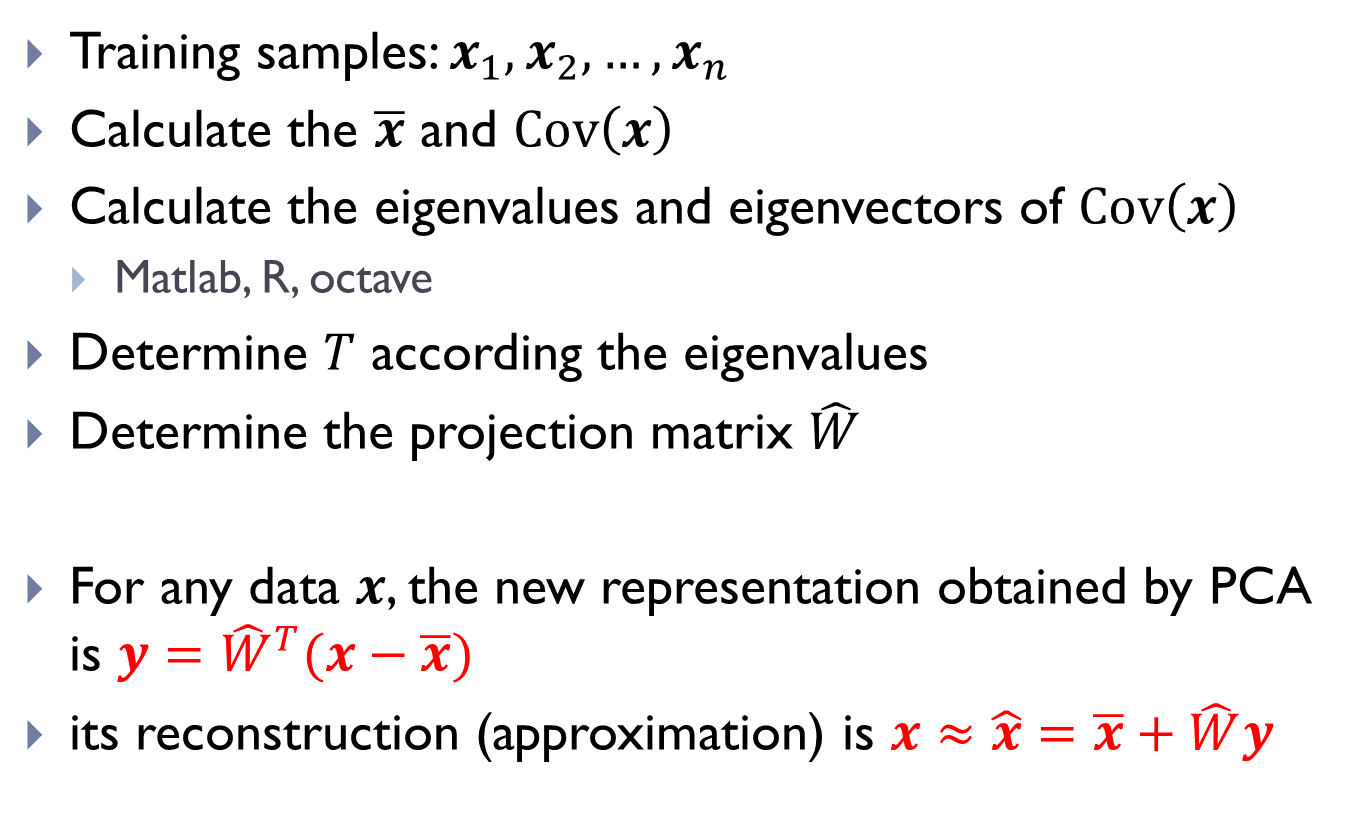 Training samples: 𝒙₁, 𝒙₂, … , 𝒙ₙ
Calculate the x̅ and Cov(𝒙)
Calculate the eigenvalues and eigenvectors of Cov(𝒙)
Matlab, R, octave
Determine 𝑇 according the eigenvalues
Determine the projection matrix Ŵ
For any data 𝒙, the new representation obtained by PCA
is 𝒚 = Ŵᵀ(𝒙 − x̅)
its reconstruction (approximation) is 𝒙 ≈ x̂ = x̅ + Ŵ𝒚